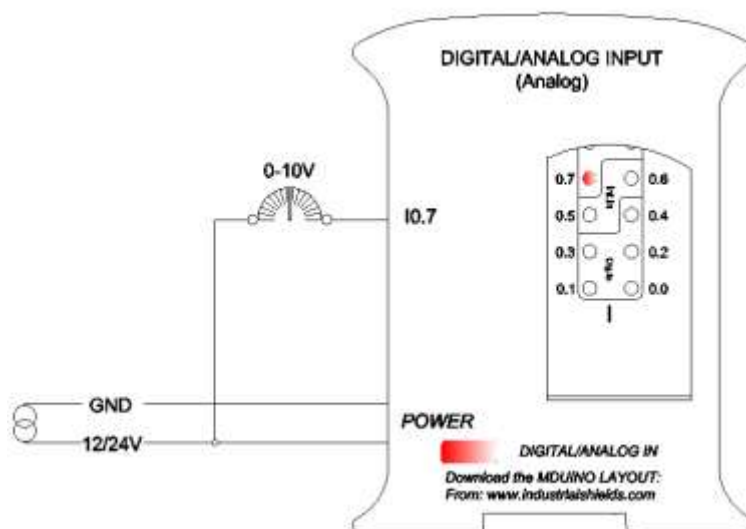 DIGITAL/ANALOG INPUT
(Analog)
0-10V
I0.7
0.7
0.6
0.5
0.4
0.3
0.2
0.1
0.0
I
GND
12/24V
POWER
DIGITAL/ANALOG IN
Download the MDUINO LAYOUT:
From: www.industrialshields.com